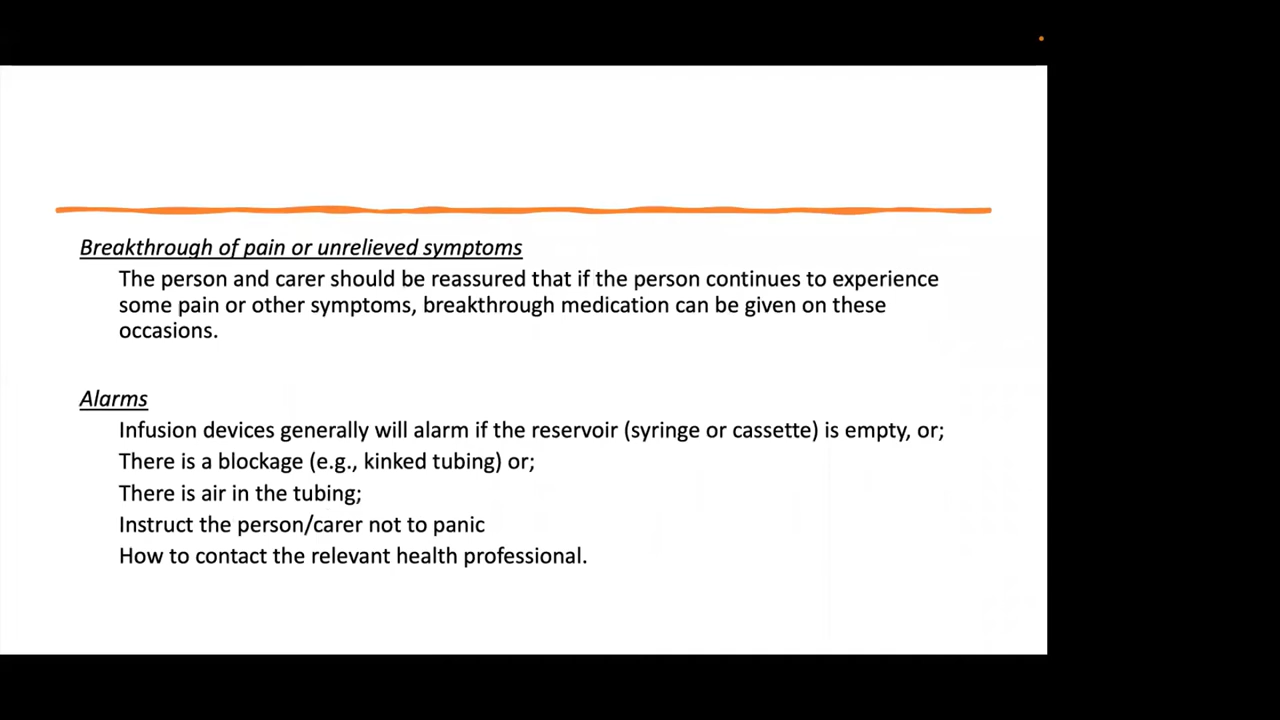 Breakthrough of pain or unrelieved symptoms
The person and carer should be reassured that if the person continues to experience
some pain or other symptoms, breakthrough medication can be given on these
occasions.
Alarms
Infusion devices generally will alarm if the reservoir (syringe or cassette) is empty, or;
There is a blockage (e.g., kinked tubing) or;
There is air in the tubing;
Instruct the person/carer not to panic
How to contact the relevant health professional.